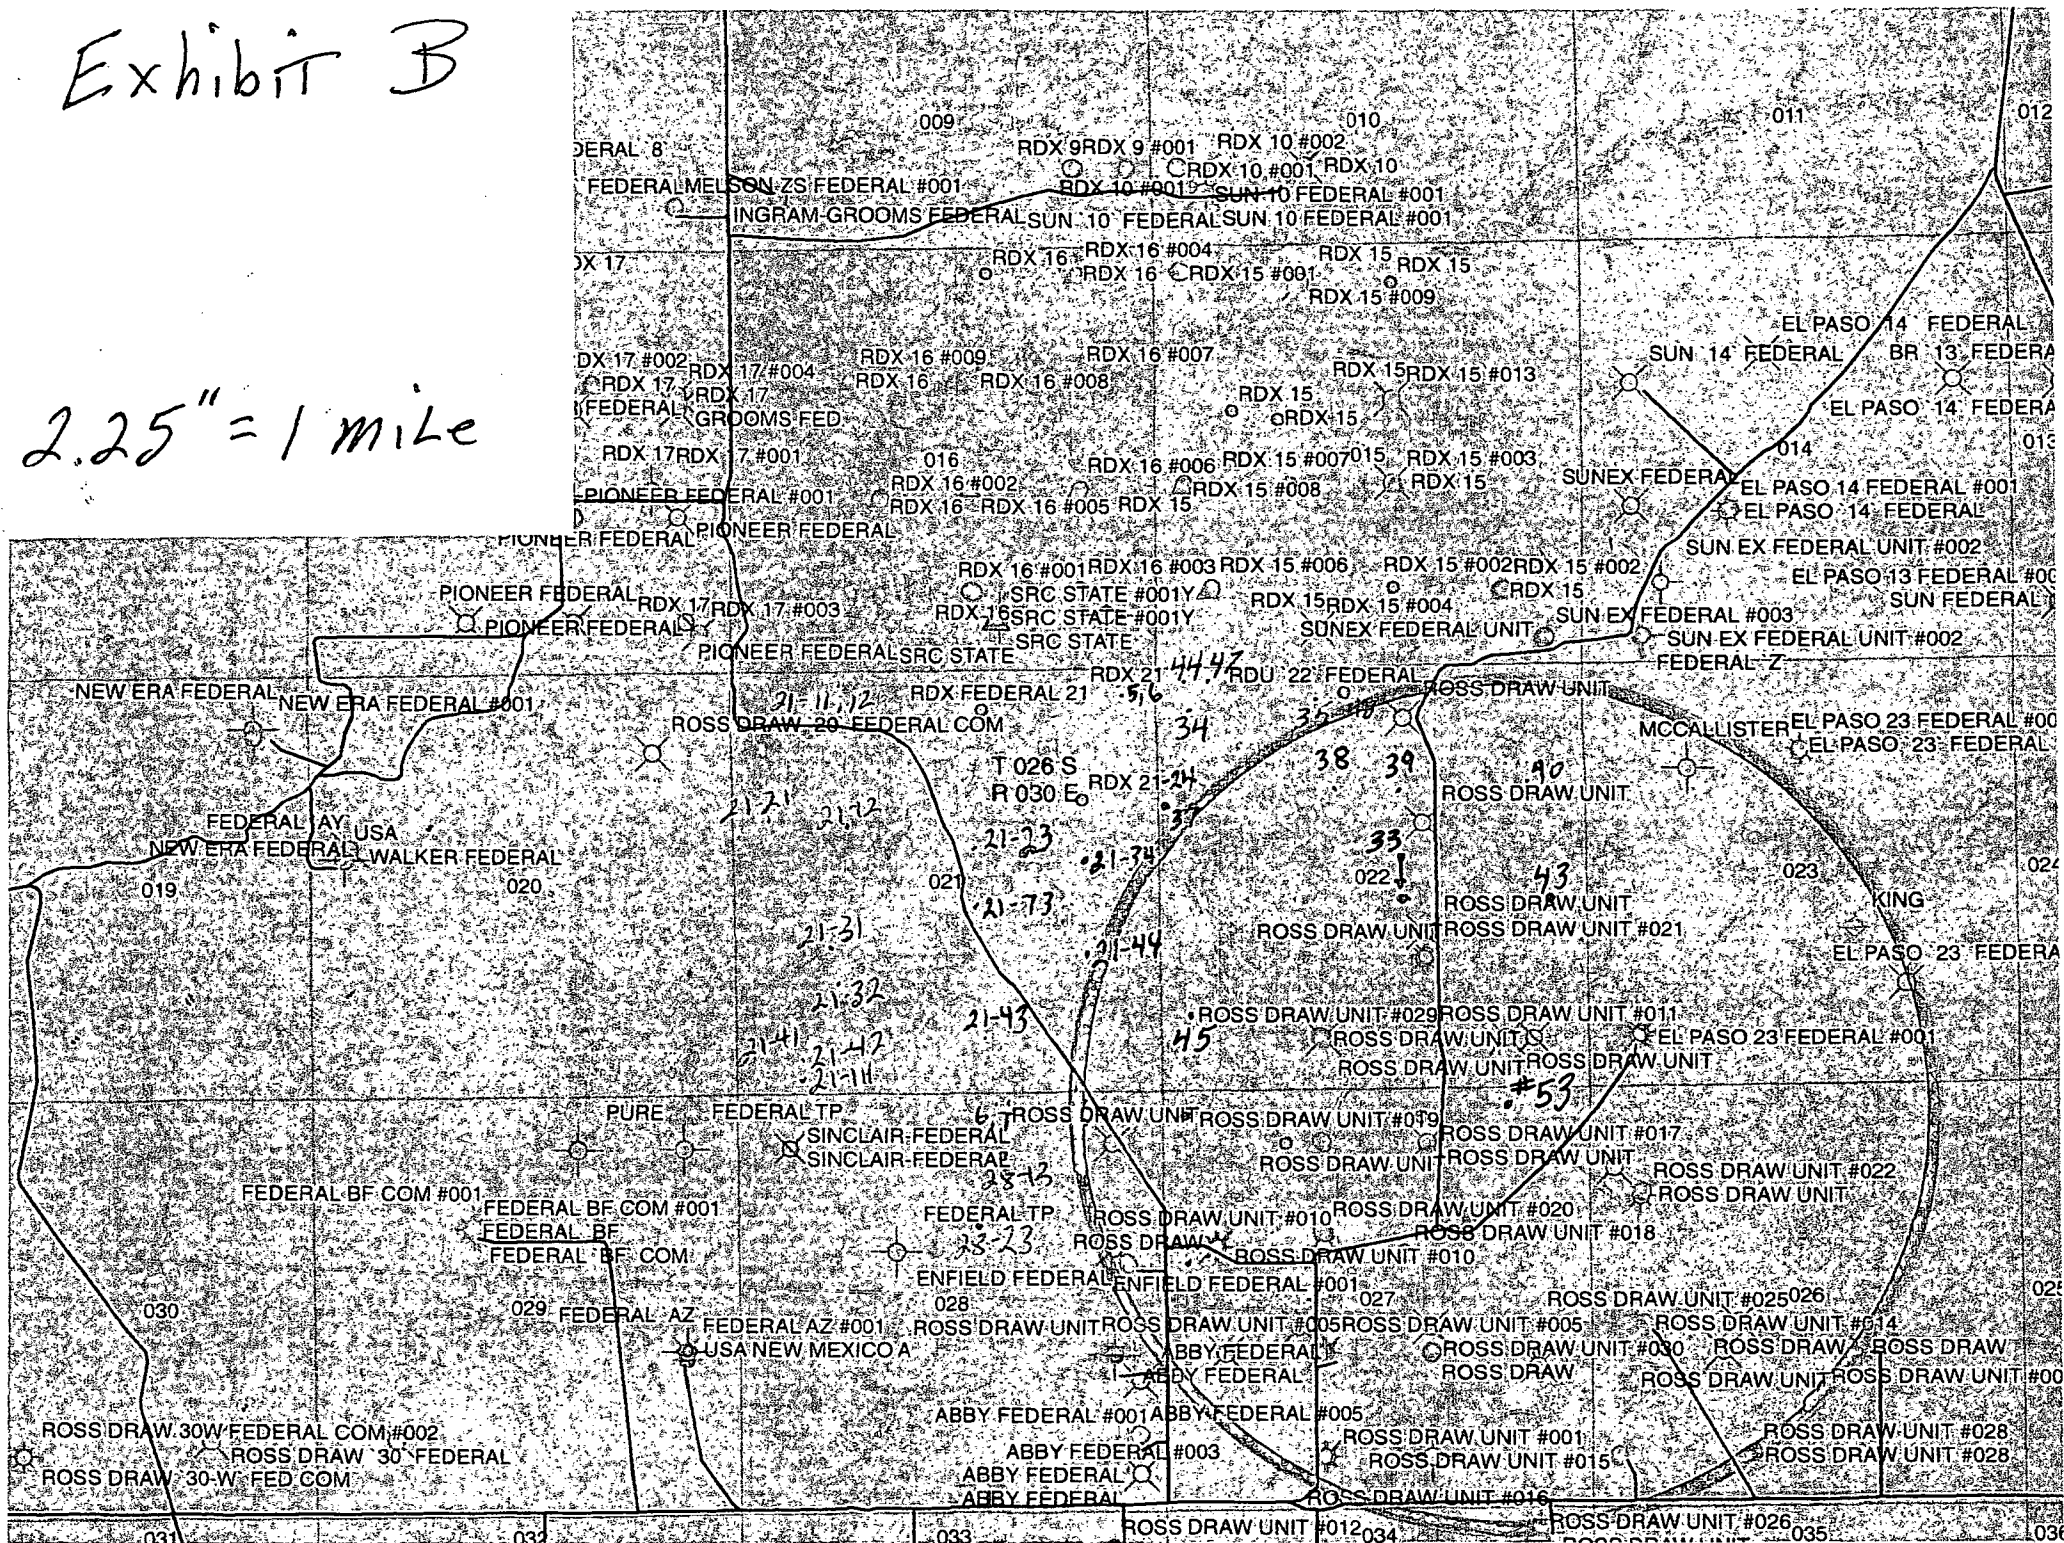 Exhibit B
2.25" = 1 mile
009
010
011
012
DERAL 8
RDX 9 RDX 9 #001
RDX 10 #002
RDX 10 #001 RDX 10
FEDERAL MELSON ZS FEDERAL #001
RDX 10 #001
SUN 10 FEDERAL #001
INGRAM-GROOMS FEDERAL SUN 10 FEDERAL SUN 10 FEDERAL #001
DX 17
RDX 16
RDX 16 #004
RDX 15
RDX 15
RDX 16
RDX 15 #001
RDX 15 #009
EL PASO 14 FEDERAL
DX 17 #002
RDX 17 #004
RDX 16 #009
RDX 16 #007
SUN 14 FEDERAL
BR 13 FEDERA
RDX 17
RDX 16
RDX 16 #008
RDX 15 RDX 15 #013
RDX 17
RDX 15
FEDERAL
GROOMS FED
RDX 15
EL PASO 14 FEDERA
013
RDX 17 RDX 17 #001
016
RDX 16 #006
RDX 15 #007
015
RDX 15 #003
014
RDX 16 #002
RDX 15 #008
RDX 15
SUNEX FEDERAL
EL PASO 14 FEDERAL #001
PIONEER FEDERAL #001
RDX 16
RDX 16 #005
RDX 15
EL PASO 14 FEDERAL
PIONEER FEDERAL
PIONEER FEDERAL
SUN EX FEDERAL UNIT #002
RDX 16 #001 RDX 16 #003 RDX 15 #006
RDX 15 #002 RDX 15 #002
EL PASO 13 FEDERAL #00
PIONEER FEDERAL
SRC STATE #001Y
RDX 15
SUN FEDERAL
RDX 17 RDX 17 #003
RDX 16
SRC STATE #001Y
RDX 15 RDX 15 #004
SUN EX FEDERAL #003
PIONEER FEDERAL
SRC STATE
SUNEX FEDERAL UNIT
SUN EX FEDERAL UNIT #002
PIONEER FEDERAL SRC STATE
FEDERAL Z
NEW ERA FEDERAL
RDX 21
44,47
RDU 22 FEDERAL
ROSS DRAW UNIT
NEW ERA FEDERAL #001
21-11,12
RDX FEDERAL 21
5,6
ROSS DRAW 20 FEDERAL COM
34
35
MCCALLISTER
EL PASO 23 FEDERAL #00
EL PASO 23 FEDERAL
T 026 S
R 030 E
RDX 21-24
38
39
40
ROSS DRAW UNIT
21-21
37
FEDERAL AY
USA
21-23
33
NEW ERA FEDERAL
WALKER FEDERAL
21-34
019
020
021
022
43
023
024
21-73
ROSS DRAW UNIT
KING
21-31
ROSS DRAW UNIT
ROSS DRAW UNIT #021
21-44
EL PASO 23 FEDERA
21-32
21-43
ROSS DRAW UNIT #029
ROSS DRAW UNIT #011
21-41
21-42
45
ROSS DRAW UNIT
EL PASO 23 FEDERAL #001
ROSS DRAW UNIT
ROSS DRAW UNIT
#53
PURE
FEDERAL TP
ROSS DRAW UNIT
ROSS DRAW UNIT #019
SINCLAIR FEDERAL
ROSS DRAW UNIT #017
SINCLAIR FEDERAL
ROSS DRAW UNIT
ROSS DRAW UNIT
28-13
ROSS DRAW UNIT #022
FEDERAL BF COM #001
ROSS DRAW UNIT
FEDERAL BF COM #001
FEDERAL TP
ROSS DRAW UNIT #010
ROSS DRAW UNIT #020
FEDERAL BF
28-23
ROSS DRAW
ROSS DRAW UNIT #018
FEDERAL BF COM
ROSS DRAW UNIT #010
ENFIELD FEDERAL
ENFIELD FEDERAL #001
030
029
028
027
ROSS DRAW UNIT #025
026
025
FEDERAL AZ
FEDERAL AZ #001
ROSS DRAW UNIT
ROSS DRAW UNIT #005
ROSS DRAW UNIT #005
ROSS DRAW UNIT #014
USA NEW MEXICO A
ABBY FEDERAL
ROSS DRAW UNIT #030
ROSS DRAW
ROSS DRAW
ABBY FEDERAL
ROSS DRAW
ROSS DRAW UNIT
ROSS DRAW UNIT #00
ABBY FEDERAL #001
ABBY FEDERAL #005
ROSS DRAW 30W FEDERAL COM #002
ROSS DRAW UNIT #001
ROSS DRAW UNIT #028
ROSS DRAW 30 FEDERAL
ABBY FEDERAL #003
ROSS DRAW UNIT #015
ROSS DRAW UNIT #028
ROSS DRAW 30-W FED COM
ABBY FEDERAL
ABBY FEDERAL
ROSS DRAW UNIT #016
031
032
033
ROSS DRAW UNIT #012
034
ROSS DRAW UNIT #026
035
036